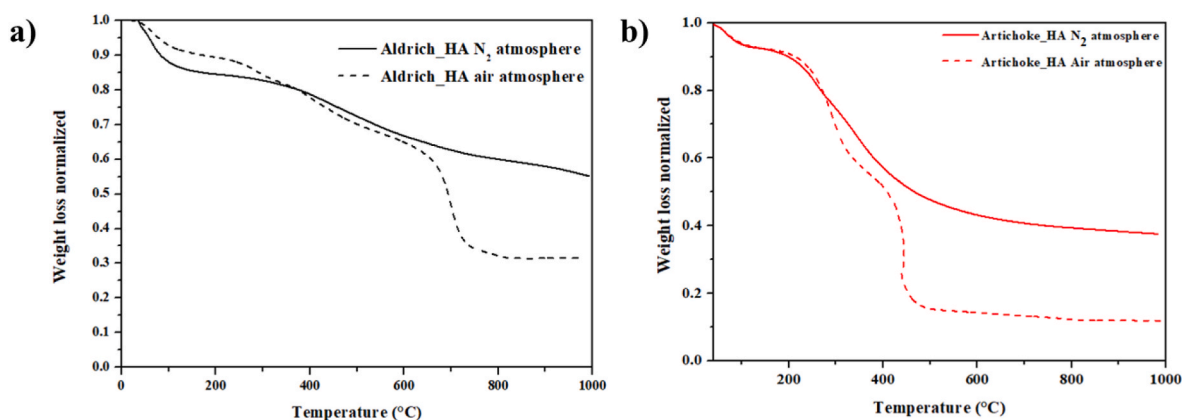 a)
Aldrich_HA N2 atmosphere
Aldrich_HA air atmosphere
Weight loss normalized
1.0
0.9
0.8
0.7
0.6
0.5
0.4
0.3
0.2
0.1
0.0
0 200 400 600 800 1000
Temperature (°C)
b)
Artichoke_HA N2 atmosphere
Artichoke_HA Air atmosphere
Weight loss normalized
1.0
0.8
0.6
0.4
0.2
0.0
200 400 600 800 1000
Temperature (°C)